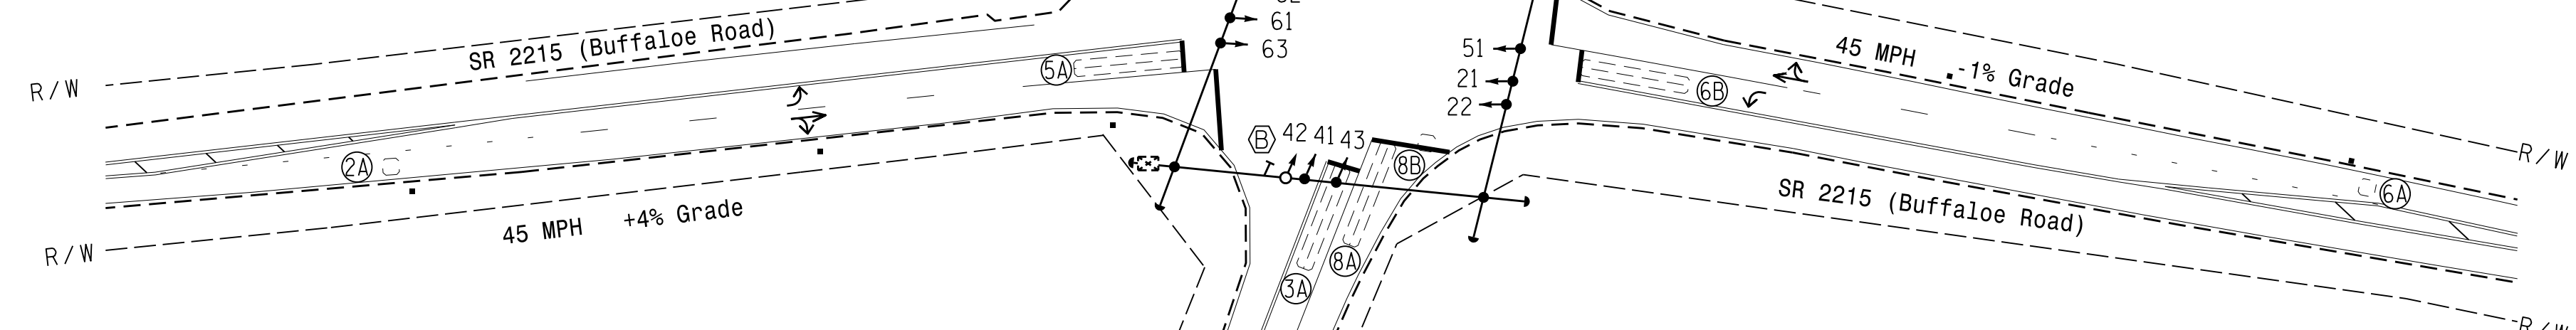 61
63
51
21
22
SR 2215 (Buffaloe Road)
R/W
5A
6B
45 MPH -1% Grade
R/W
2A
B
42 41 43
8B
6A
SR 2215 (Buffaloe Road)
45 MPH +4% Grade
R/W
3A
8A
R/W